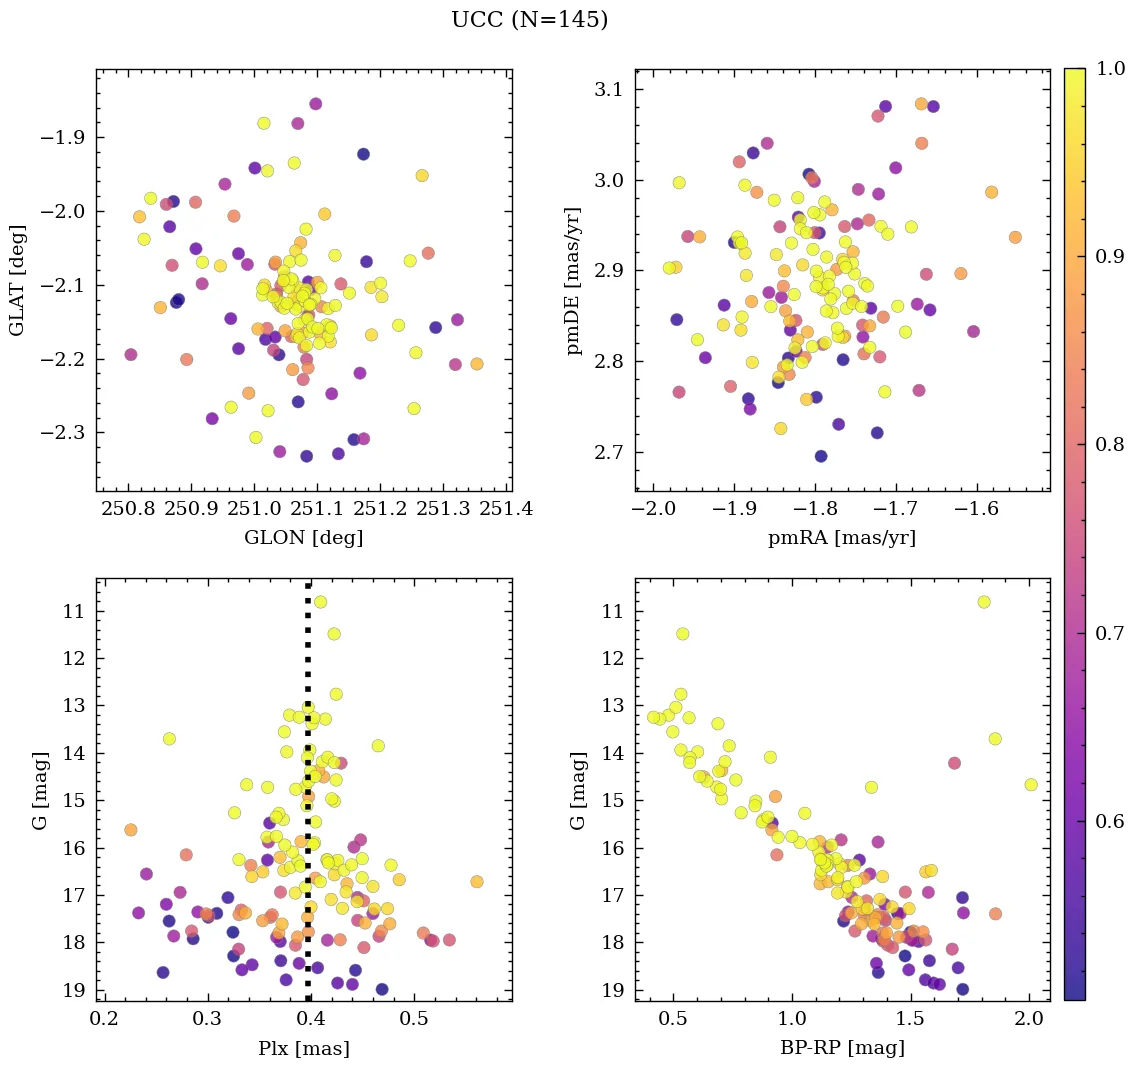 UCC (N=145)
−1.9
−2.0
−2.1
−2.2
−2.3
GLAT [deg]
250.8 250.9 251.0 251.1 251.2 251.3 251.4
GLON [deg]
3.1
3.0
2.9
2.8
2.7
pmDE [mas/yr]
−2.0 −1.9 −1.8 −1.7 −1.6
pmRA [mas/yr]
1.0
0.9
0.8
0.7
0.6
11
12
13
14
15
16
17
18
19
G [mag]
0.2 0.3 0.4 0.5
Plx [mas]
11
12
13
14
15
16
17
18
19
G [mag]
0.5 1.0 1.5 2.0
BP-RP [mag]